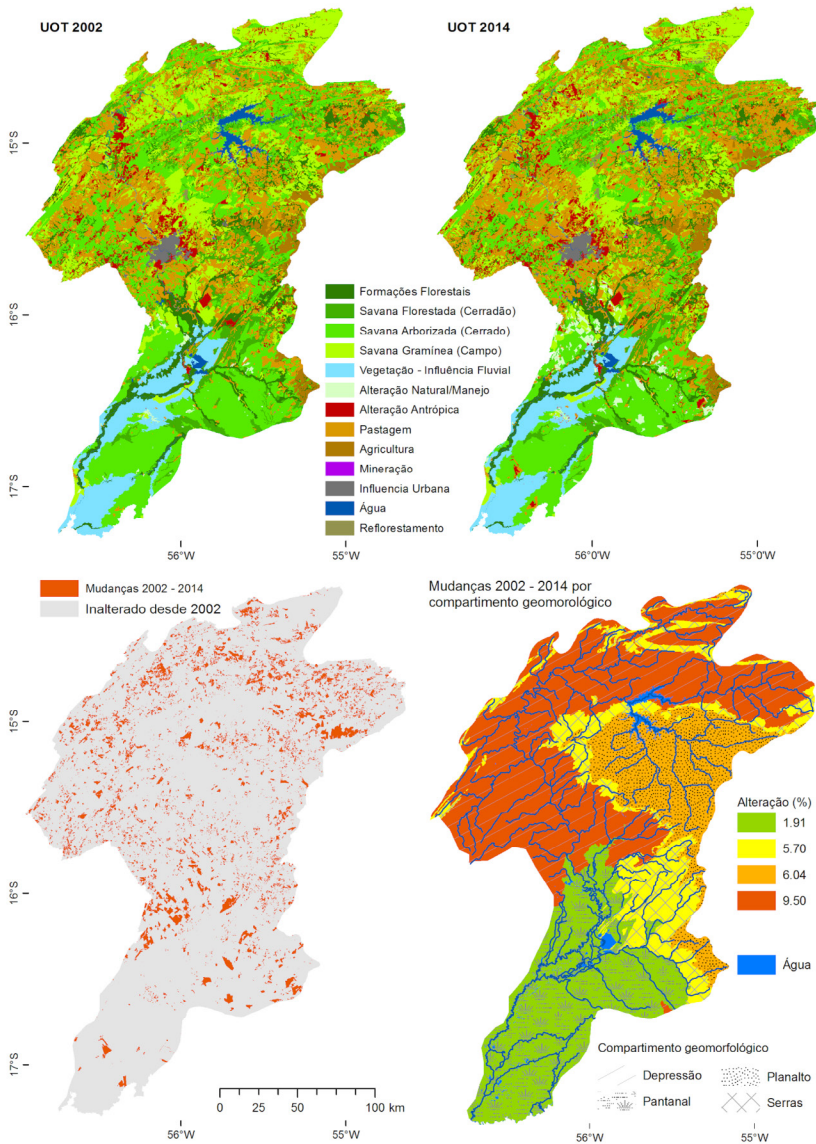 UOT 2002
UOT 2014
15°S
16°S
17°S
Formações Florestais
Savana Florestada (Cerradão)
Savana Arborizada (Cerrado)
Savana Gramínea (Campo)
Vegetação - Influência Fluvial
Alteração Natural/Manejo
Alteração Antrópica
Pastagem
Agricultura
Mineração
Influencia Urbana
Água
Reflorestamento
56°W
55°W
56°0W
55°0W
Mudanças 2002 - 2014
Inalterado desde 2002
Mudanças 2002 - 2014 por
compartimento geomorológico
15°S
16°S
17°S
Alteração (%)
1.91
5.70
6.04
9.50
Água
Compartimento geomorfológico
Depressão
Planalto
Pantanal
Serras
0 25 50 75 100 km
56°W
55°W
56°W
55°W